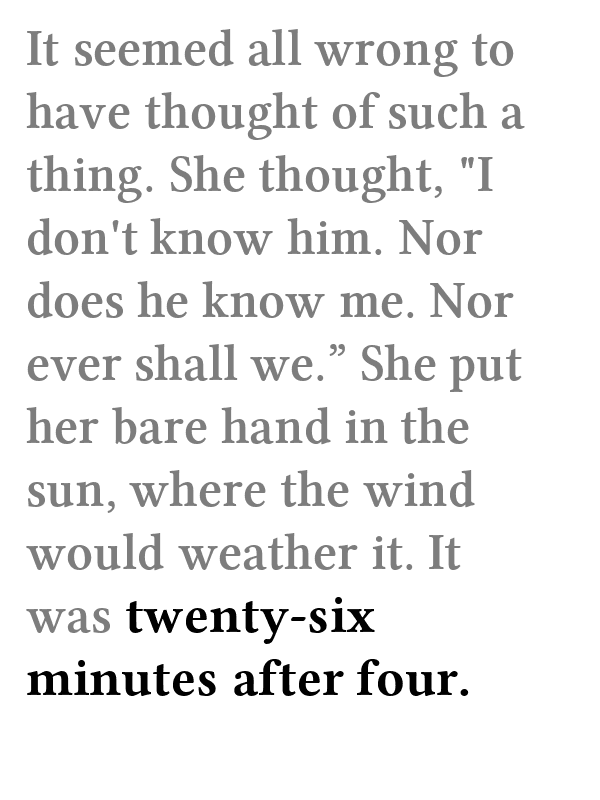 It seemed all wrong to
have thought of such a
thing. She thought, "I
don't know him. Nor
does he know me. Nor
ever shall we.” She put
her bare hand in the
sun, where the wind
would weather it. It
was twenty-six
minutes after four.